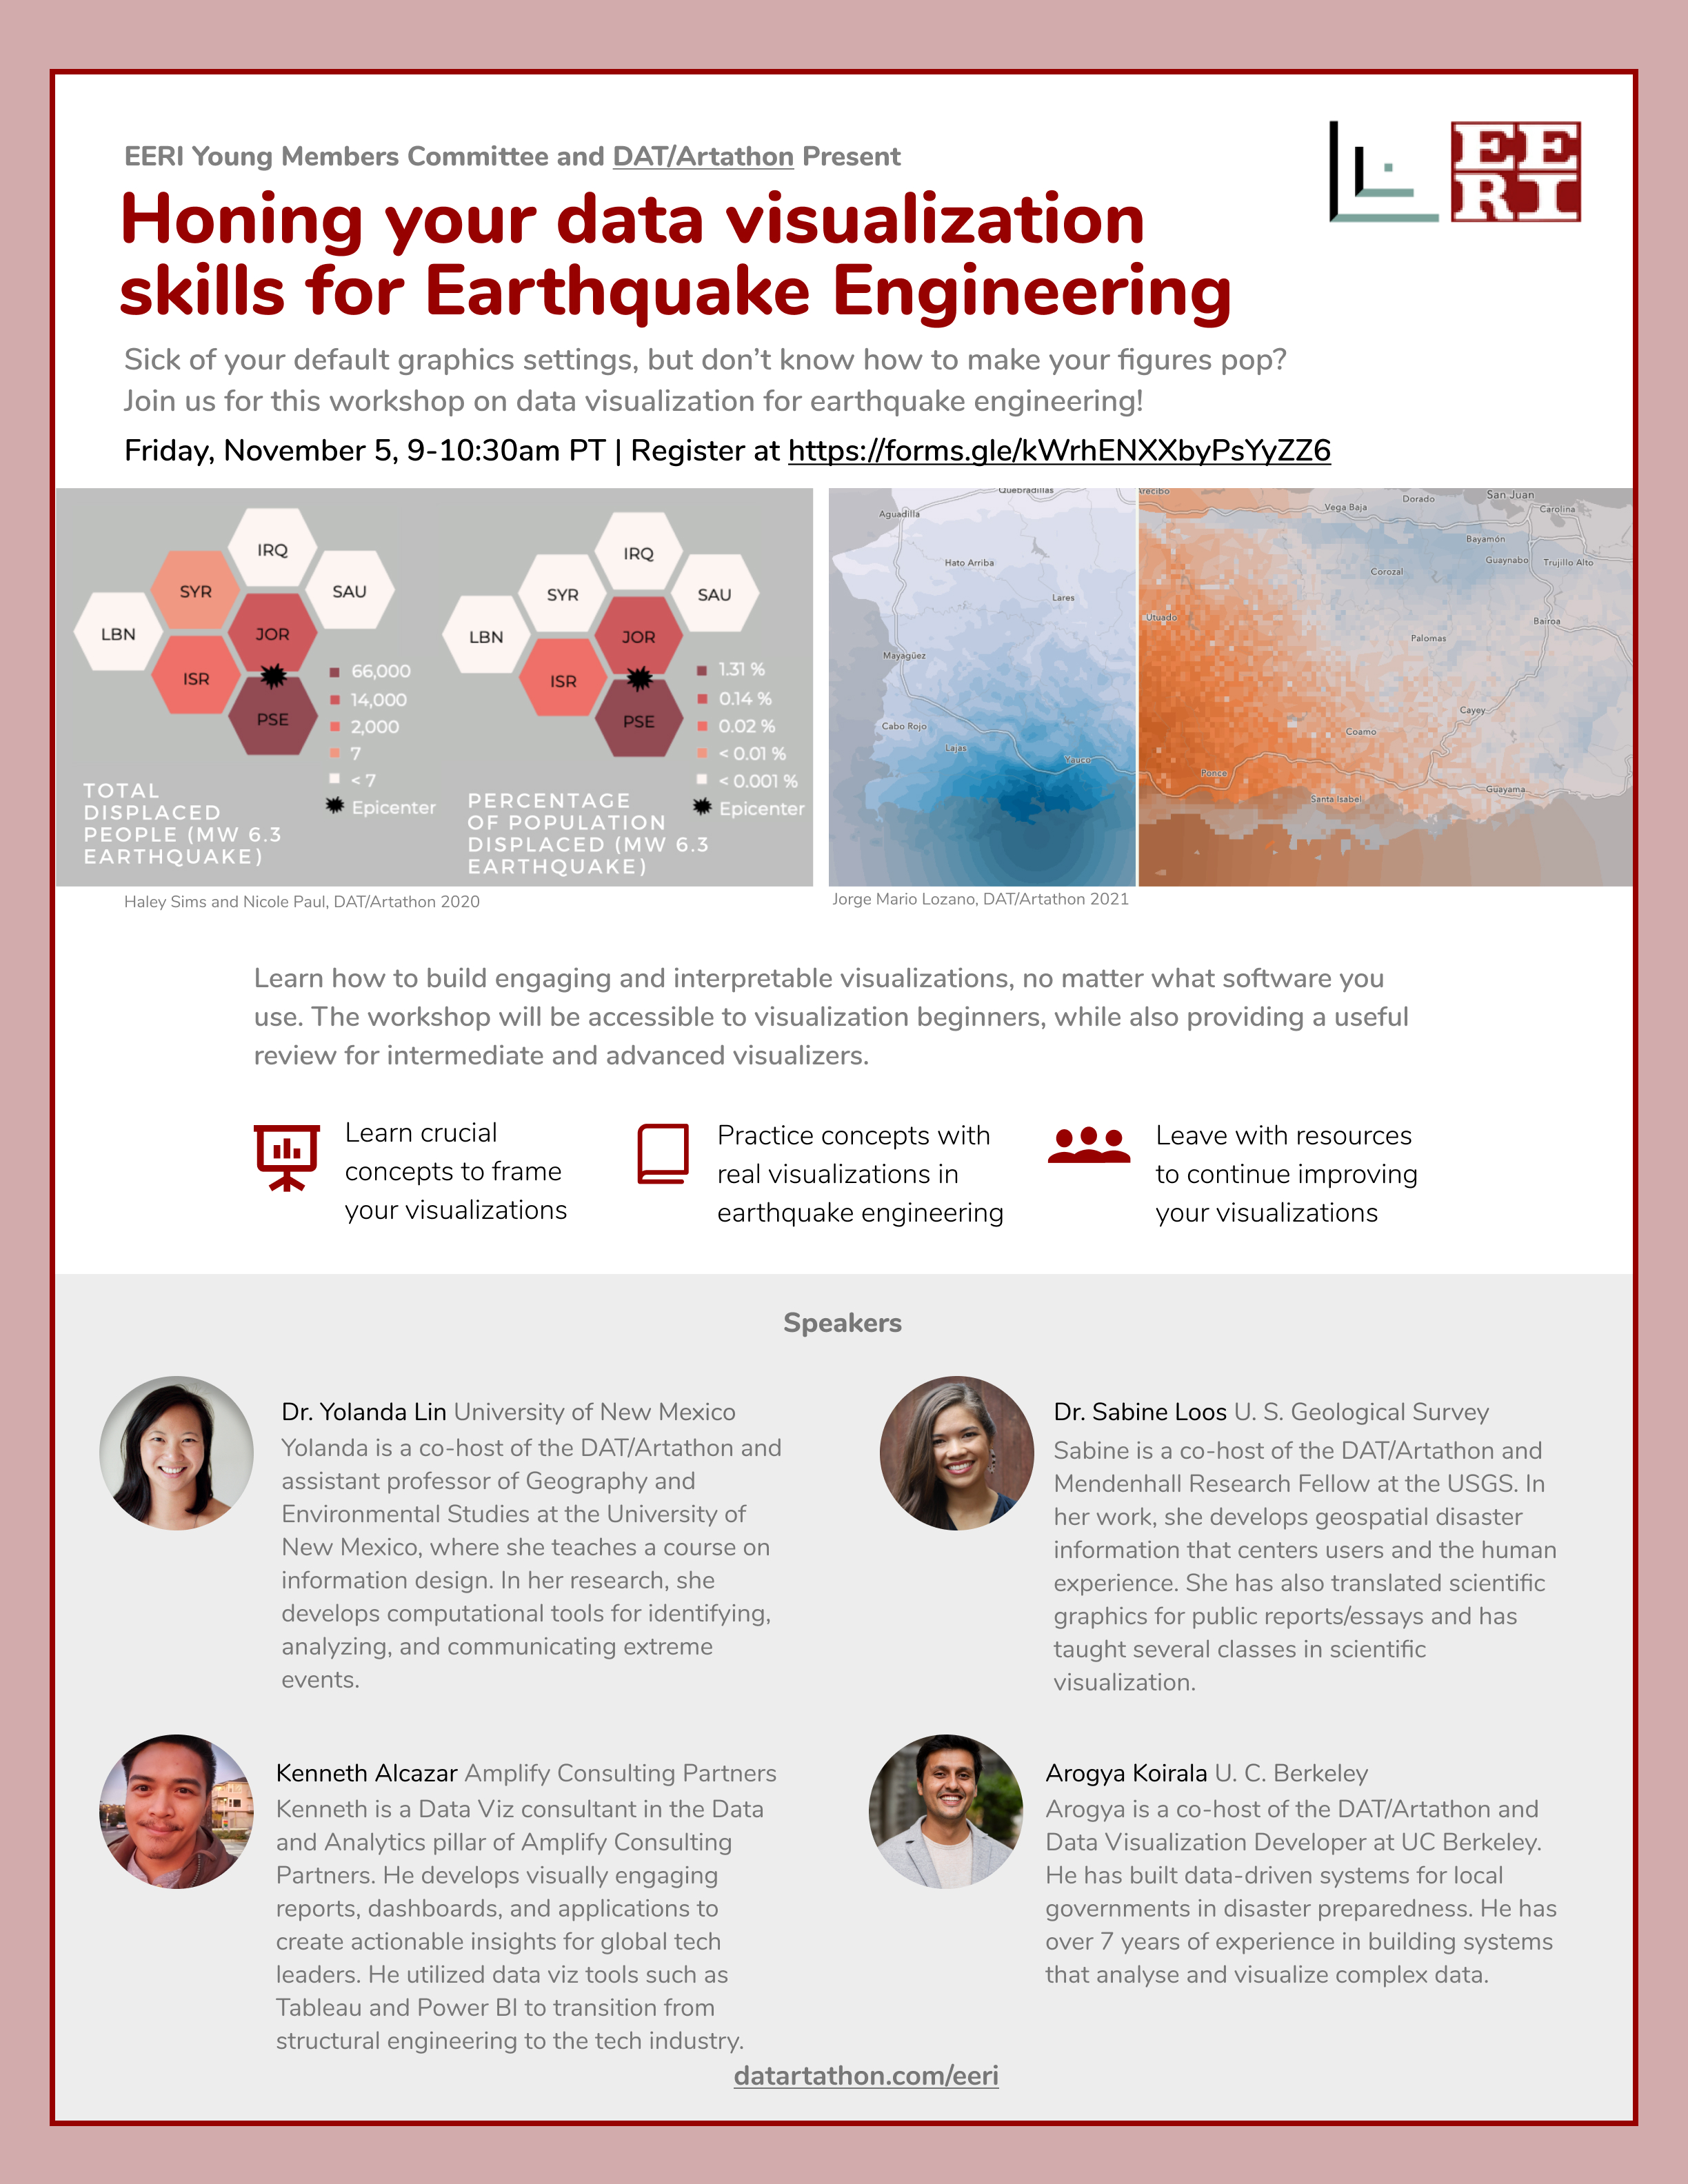 EERI Young Members Committee and DAT/Artathon Present
EE
RI
Honing your data visualization
skills for Earthquake Engineering
Sick of your default graphics settings, but don't know how to make your figures pop?
Join us for this workshop on data visualization for earthquake engineering!
Friday, November 5, 9-10:30am PT | Register at https://forms.gle/kWrhENXXbyPsYyZZ6
IRQ
SYR
SAU
LBN
JOR
ISR
PSE
66,000
14,000
2,000
7
< 7
Epicenter
TOTAL
DISPLACED
PEOPLE (MW 6.3
EARTHQUAKE)
IRQ
SYR
SAU
LBN
JOR
ISR
PSE
1.31 %
0.14 %
0.02 %
< 0.01 %
< 0.001 %
Epicenter
PERCENTAGE
OF POPULATION
DISPLACED (MW 6.3
EARTHQUAKE)
Quebradillas
Aguadilla
Hato Arriba
Lares
Mayagüez
Cabo Rojo
Lajas
Yauco
Arecibo
Vega Baja
Dorado
San Juan
Carolina
Bayamón
Guaynabo
Trujillo Alto
Corozal
Utuado
Bairoa
Palomas
Cayey
Coamo
Ponce
Santa Isabel
Guayama
Haley Sims and Nicole Paul, DAT/Artathon 2020
Jorge Mario Lozano, DAT/Artathon 2021
Learn how to build engaging and interpretable visualizations, no matter what software you
use. The workshop will be accessible to visualization beginners, while also providing a useful
review for intermediate and advanced visualizers.
Learn crucial
concepts to frame
your visualizations
Practice concepts with
real visualizations in
earthquake engineering
Leave with resources
to continue improving
your visualizations
Speakers
Dr. Yolanda Lin University of New Mexico
Yolanda is a co-host of the DAT/Artathon and
assistant professor of Geography and
Environmental Studies at the University of
New Mexico, where she teaches a course on
information design. In her research, she
develops computational tools for identifying,
analyzing, and communicating extreme
events.
Dr. Sabine Loos U. S. Geological Survey
Sabine is a co-host of the DAT/Artathon and
Mendenhall Research Fellow at the USGS. In
her work, she develops geospatial disaster
information that centers users and the human
experience. She has also translated scientific
graphics for public reports/essays and has
taught several classes in scientific
visualization.
Kenneth Alcazar Amplify Consulting Partners
Kenneth is a Data Viz consultant in the Data
and Analytics pillar of Amplify Consulting
Partners. He develops visually engaging
reports, dashboards, and applications to
create actionable insights for global tech
leaders. He utilized data viz tools such as
Tableau and Power BI to transition from
structural engineering to the tech industry.
Arogya Koirala U. C. Berkeley
Arogya is a co-host of the DAT/Artathon and
Data Visualization Developer at UC Berkeley.
He has built data-driven systems for local
governments in disaster preparedness. He has
over 7 years of experience in building systems
that analyse and visualize complex data.
datartathon.com/eeri